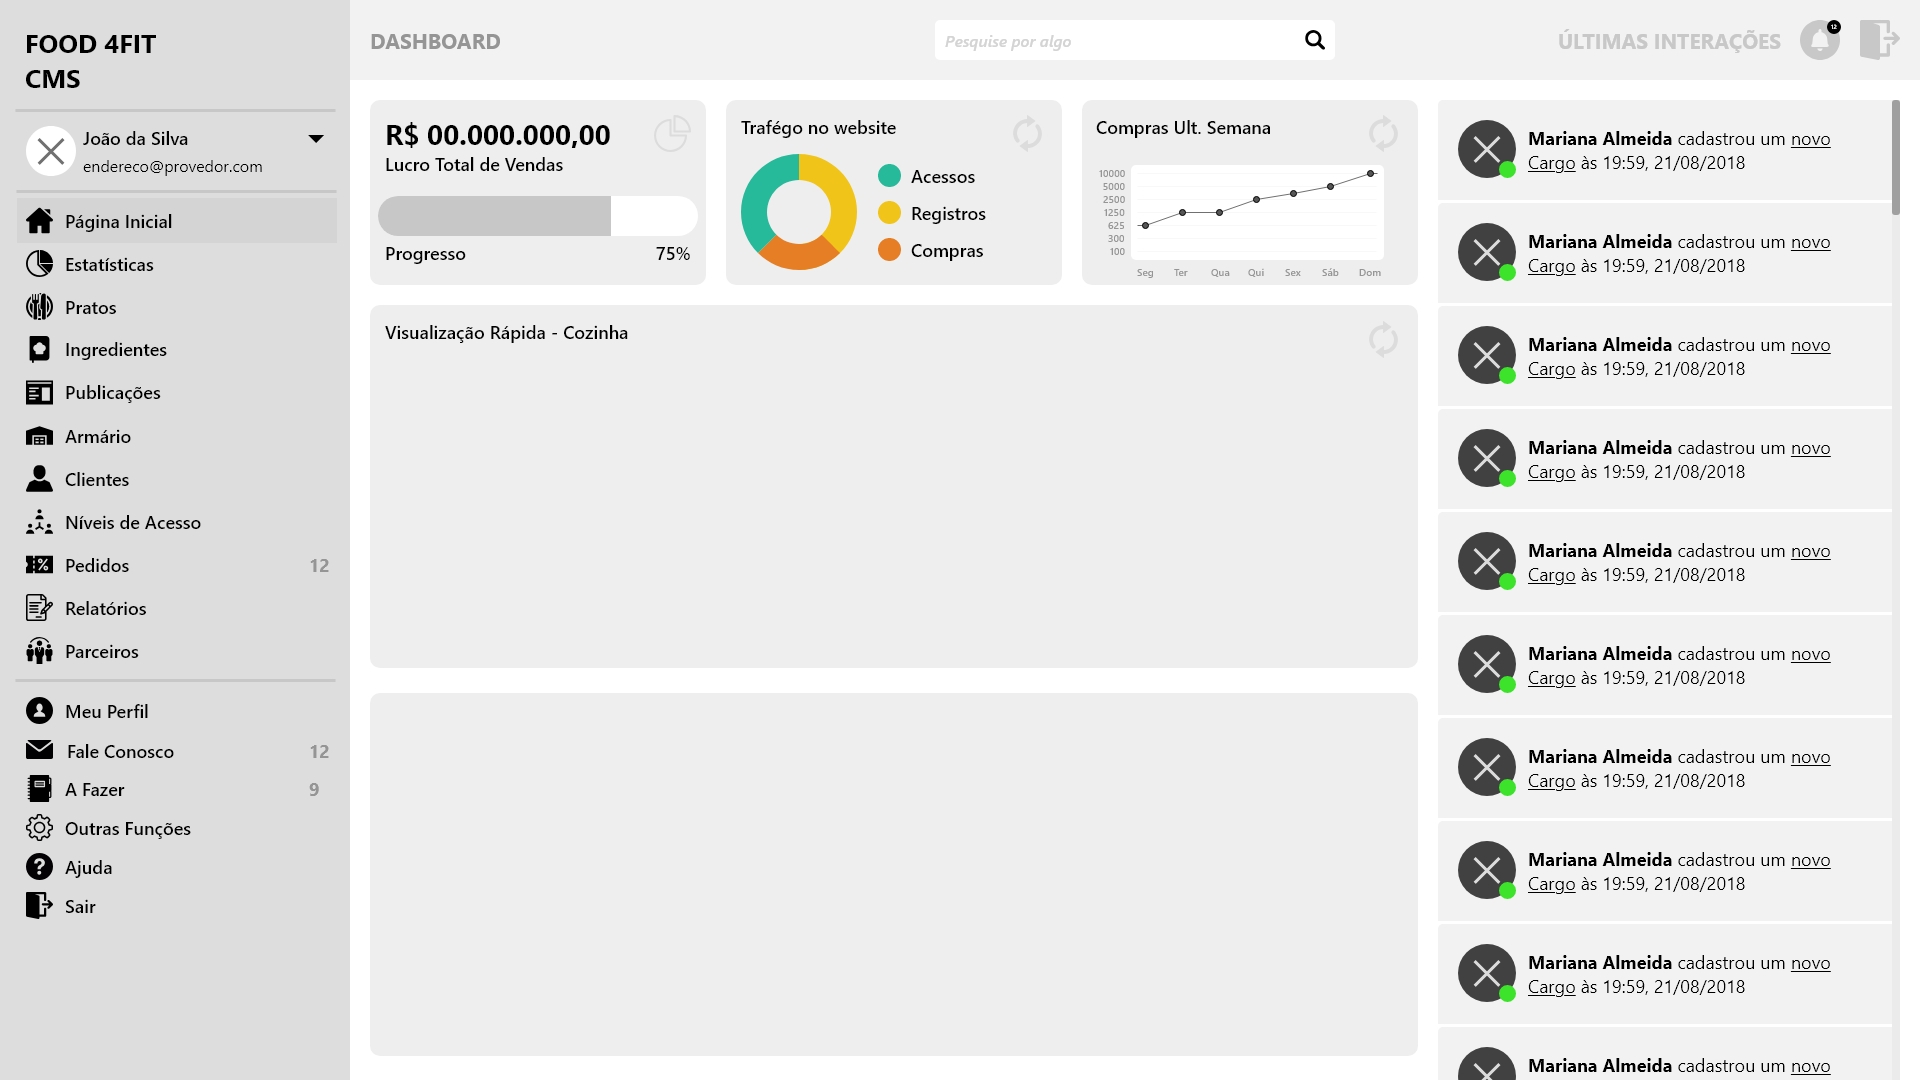 FOOD 4FIT
CMS
João da Silva
endereco@provedor.com
Página Inicial
Estatísticas
Pratos
Ingredientes
Publicações
Armário
Clientes
Níveis de Acesso
Pedidos 12
Relatórios
Parceiros
Meu Perfil
Fale Conosco 12
A Fazer 9
Outras Funções
Ajuda
Sair
DASHBOARD
Pesquise por algo
ÚLTIMAS INTERAÇÕES
12
R$ 00.000.000,00
Lucro Total de Vendas
Progresso 75%
Trafégo no website
Acessos
Registros
Compras
Compras Ult. Semana
10000
5000
2500
1250
625
300
100
Seg Ter Qua Qui Sex Sáb Dom
Visualização Rápida - Cozinha
Mariana Almeida cadastrou um novo
Cargo às 19:59, 21/08/2018
Mariana Almeida cadastrou um novo
Cargo às 19:59, 21/08/2018
Mariana Almeida cadastrou um novo
Cargo às 19:59, 21/08/2018
Mariana Almeida cadastrou um novo
Cargo às 19:59, 21/08/2018
Mariana Almeida cadastrou um novo
Cargo às 19:59, 21/08/2018
Mariana Almeida cadastrou um novo
Cargo às 19:59, 21/08/2018
Mariana Almeida cadastrou um novo
Cargo às 19:59, 21/08/2018
Mariana Almeida cadastrou um novo
Cargo às 19:59, 21/08/2018
Mariana Almeida cadastrou um novo
Cargo às 19:59, 21/08/2018
Mariana Almeida cadastrou um novo